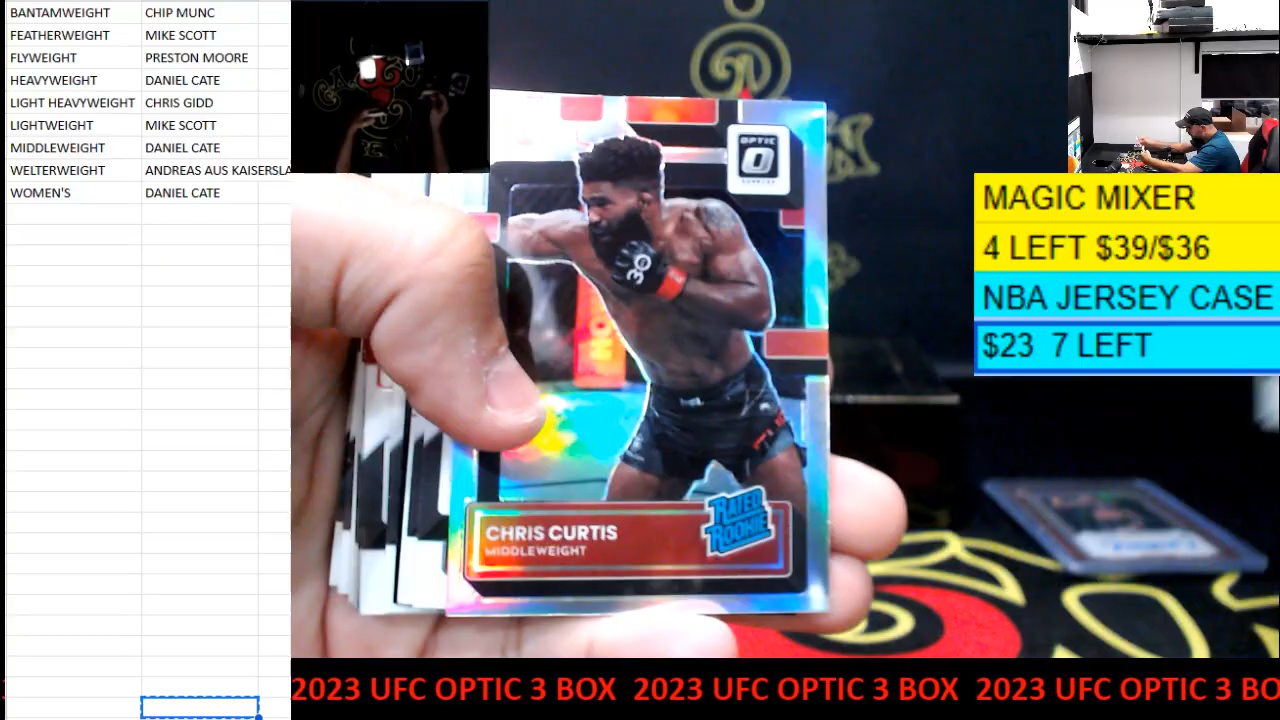 BANTAMWEIGHT CHIP MUNC
FEATHERWEIGHT MIKE SCOTT
FLYWEIGHT PRESTON MOORE
HEAVYWEIGHT DANIEL CATE
LIGHT HEAVYWEIGHT CHRIS GIDD
LIGHTWEIGHT MIKE SCOTT
MIDDLEWEIGHT DANIEL CATE
WELTERWEIGHT ANDREAS AUS KAISERSLA
WOMEN'S DANIEL CATE
OPTIC
30
CHRIS CURTIS
MIDDLEWEIGHT
RATED
ROOKIE
MAGIC MIXER
4 LEFT $39/$36
NBA JERSEY CASE
$23 7 LEFT
2023 UFC OPTIC 3 BOX 2023 UFC OPTIC 3 BOX 2023 UFC OPTIC 3 BO